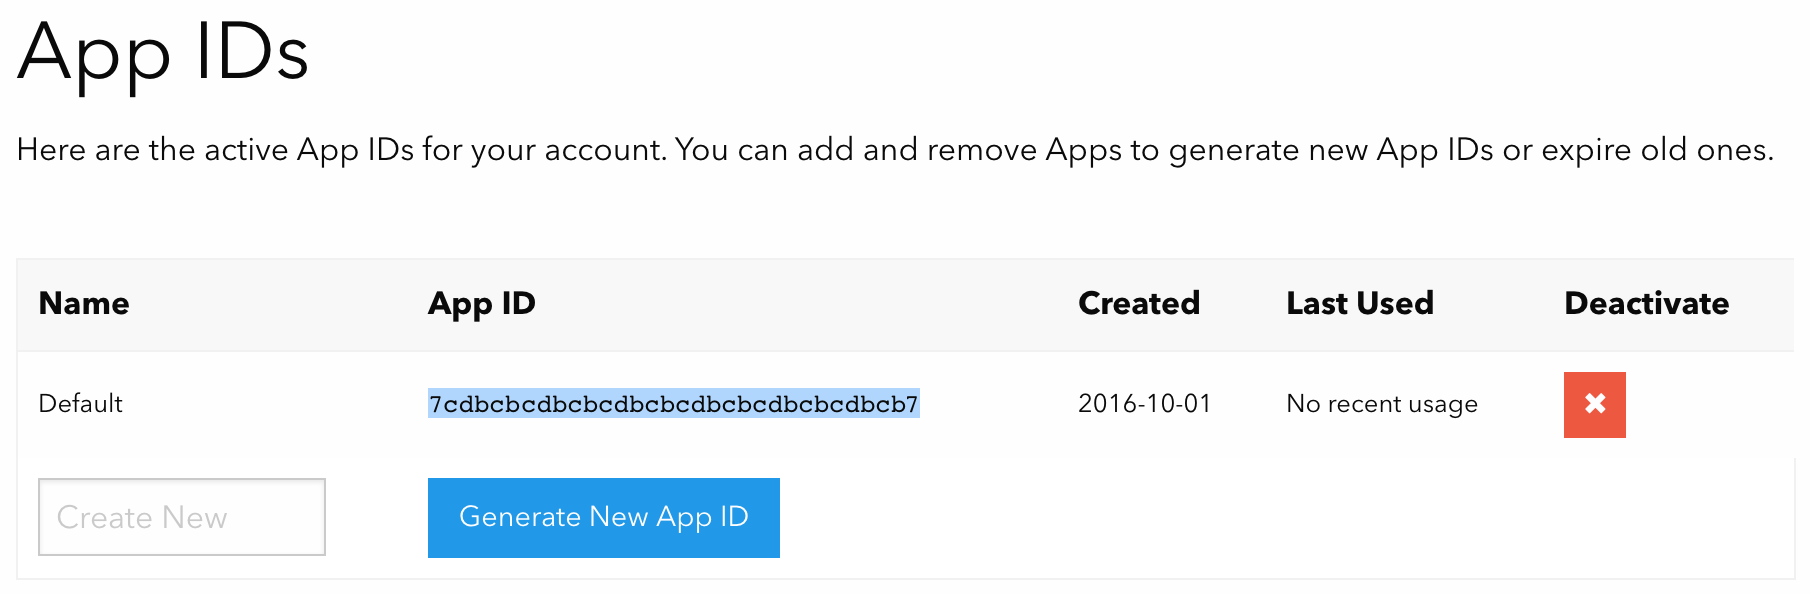 App IDs
Here are the active App IDs for your account. You can add and remove Apps to generate new App IDs or expire old ones.
Name App ID Created Last Used Deactivate
Default 7cdbcbcdbcbcdbcbcdbcbcdbcbcdbcb7 2016-10-01 No recent usage
Create New Generate New App ID